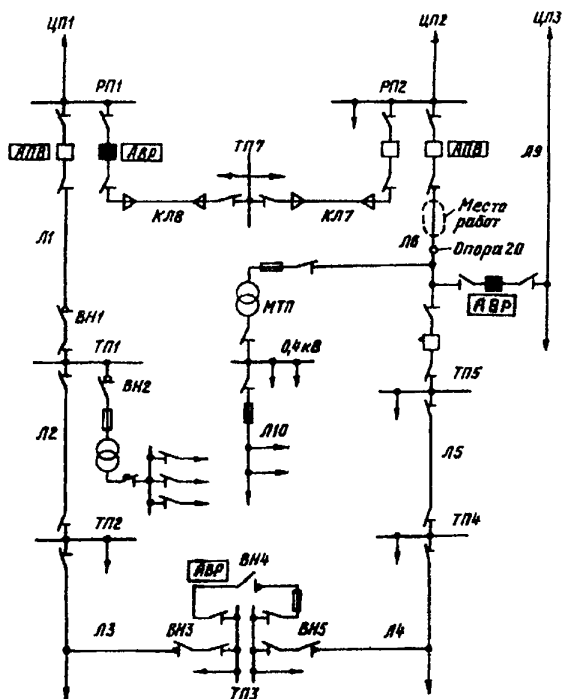 ЦП1
ЦП2
ЦП3
РП1
РП2
АПВ
АВР
АПВ
ТП7
Л9
КЛ8
КЛ7
Место
работ
Л6
Опора 20
Л1
МТП
АВР
ВН1
ТП1
0,4кВ
ВН2
ТП5
Л2
Л10
Л5
ТП2
ТП4
АВР
ВН4
Л3
ВН3
ВН5
Л4
ТП3